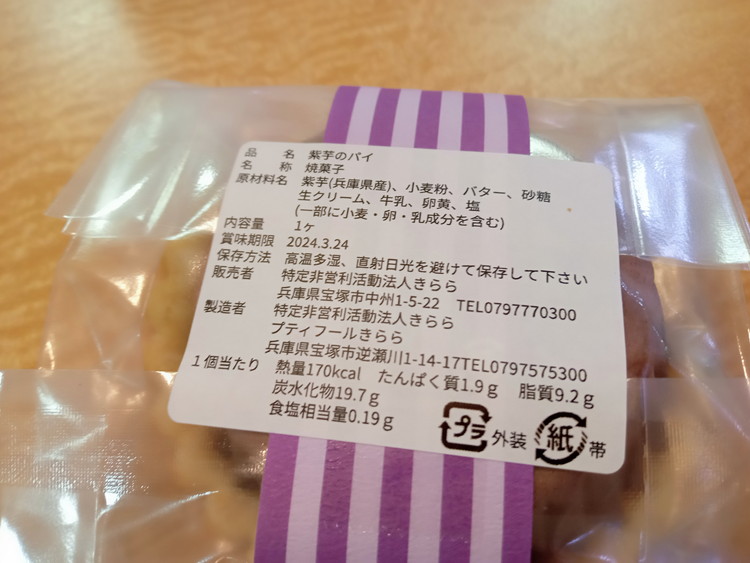 品名 紫芋のパイ
名称 焼菓子
原材料名 紫芋(兵庫県産)、小麦粉、バター、砂糖
生クリーム、牛乳、卵黄、塩
(一部に小麦・卵・乳成分を含む)
内容量 1ヶ
賞味期限 2024.3.24
保存方法 高温多湿、直射日光を避けて保存して下さい
販売者 特定非営利活動法人きらら
兵庫県宝塚市中州1-5-22 TEL0797770300
製造者 特定非営利活動法人きらら
プティフールきらら
兵庫県宝塚市逆瀬川1-14-17TEL0797575300
1個当たり 熱量170kcal たんぱく質1.9g 脂質9.2g
炭水化物19.7g
食塩相当量0.19g
プラ 外装 紙 帯